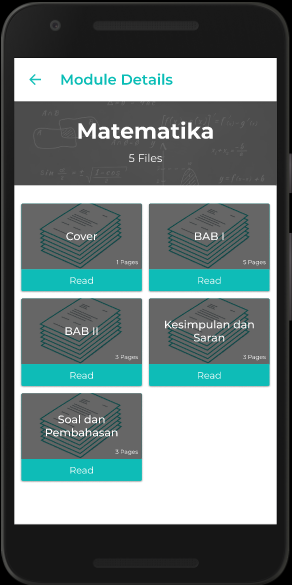 Module Details
Matematika
5 Files
Cover
1 Pages
Read
BAB I
5 Pages
Read
BAB II
3 Pages
Read
Kesimpulan dan
Saran
3 Pages
Read
Soal dan
Pembahasan
3 Pages
Read